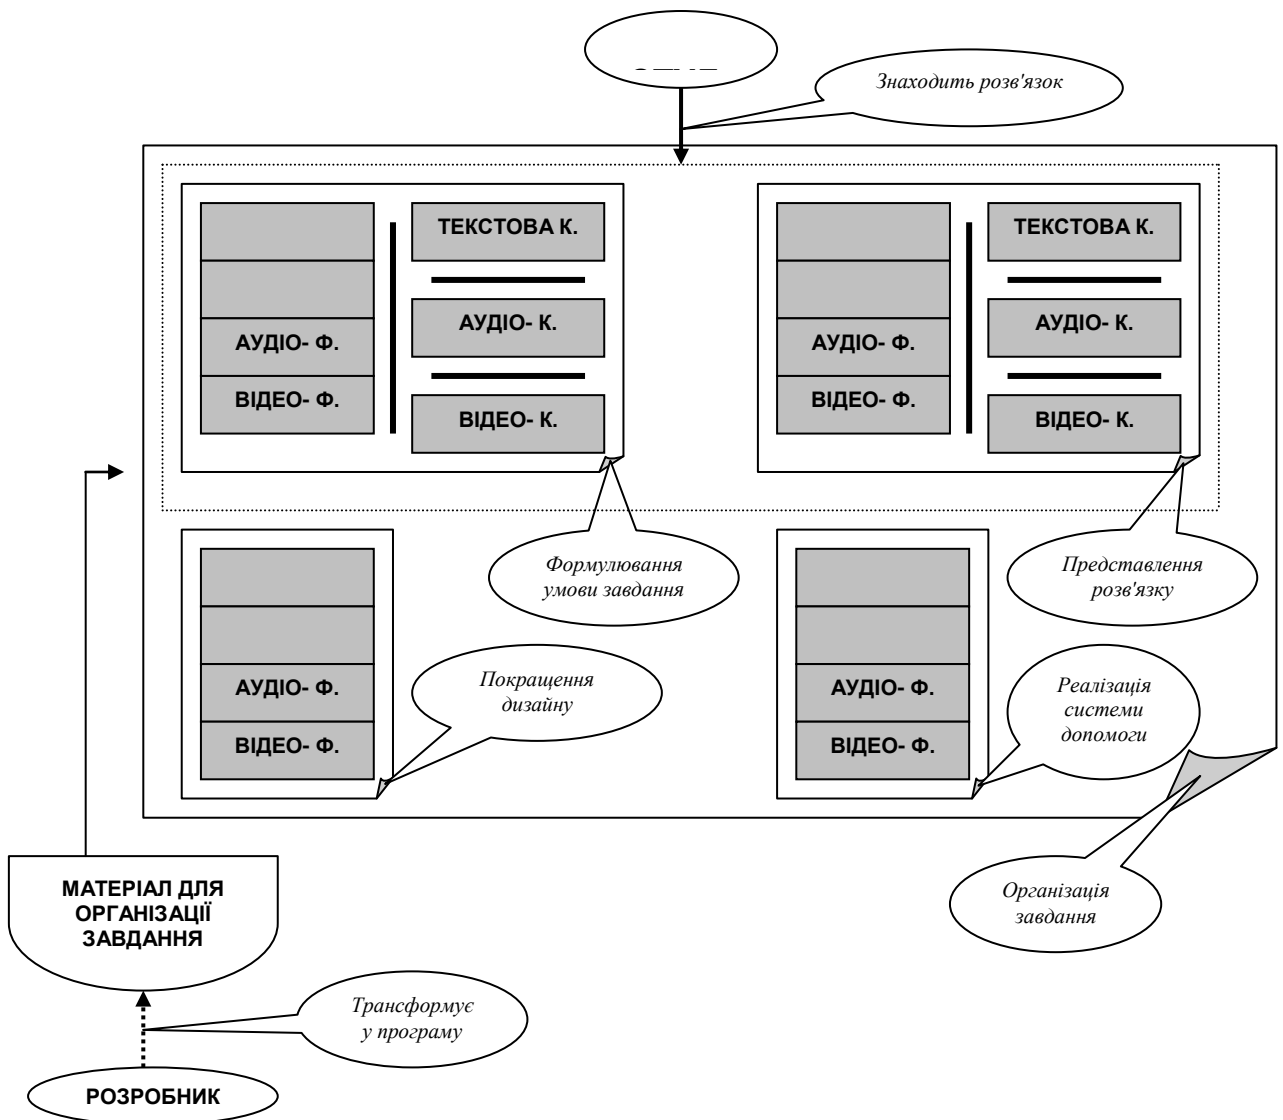 Знаходить розв'язок
ТЕКСТОВА К.
АУДІО- К.
ВІДЕО- К.
АУДІО- Ф.
ВІДЕО- Ф.
ТЕКСТОВА К.
АУДІО- К.
ВІДЕО- К.
АУДІО- Ф.
ВІДЕО- Ф.
Формулювання
умови завдання
Представлення
розв'язку
АУДІО- Ф.
ВІДЕО- Ф.
Покращення
дизайну
АУДІО- Ф.
ВІДЕО- Ф.
Реалізація
системи
допомоги
МАТЕРІАЛ ДЛЯ
ОРГАНІЗАЦІЇ
ЗАВДАННЯ
Організація
завдання
Трансформує
у програму
РОЗРОБНИК